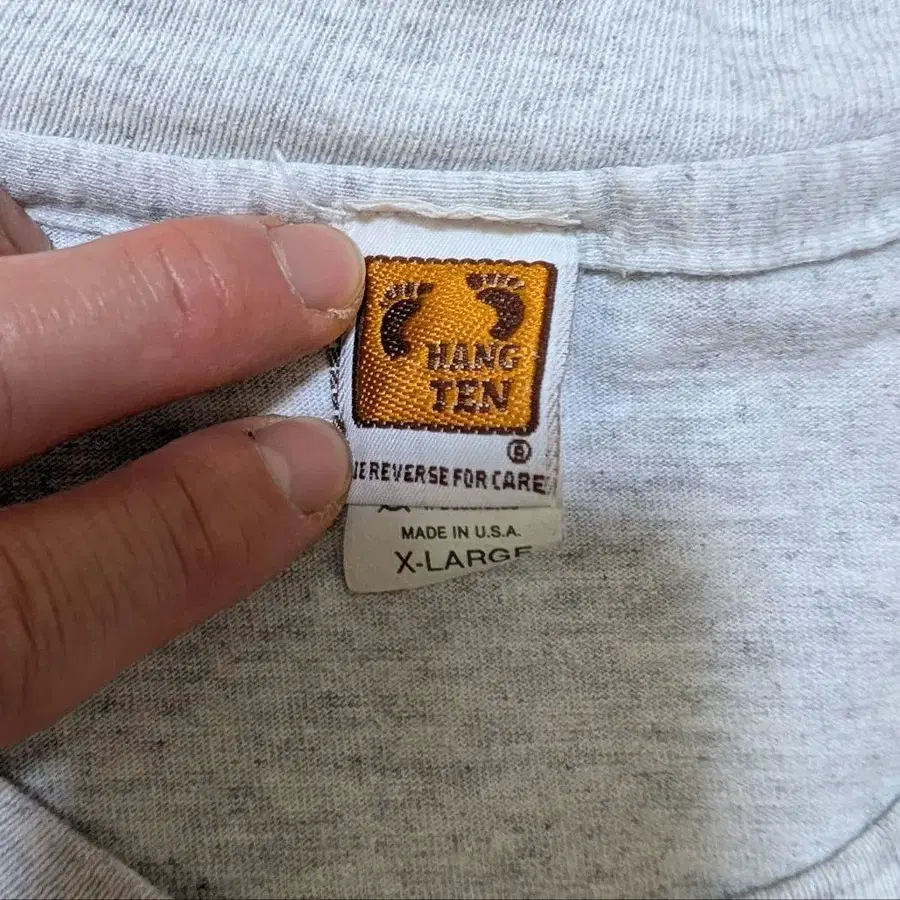 HANG
TEN
®
REVERSE FOR CARE
MADE IN U.S.A.
X-LARGE